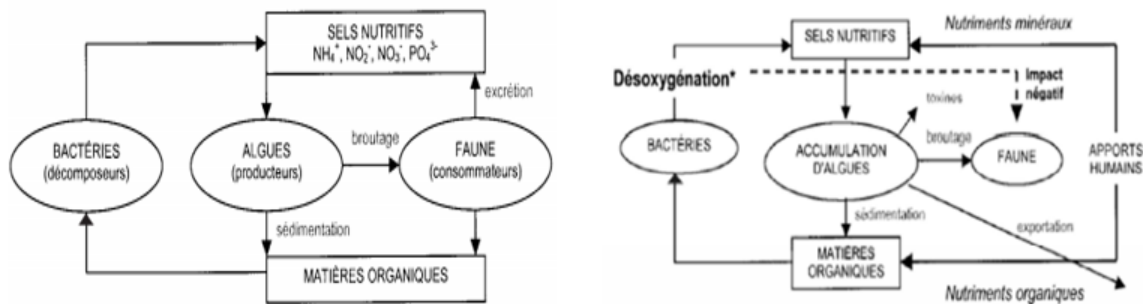 SELS NUTRITIFS
NH₄⁺, NO₂⁻, NO₃⁻, PO₄³⁻
excrétion
BACTÉRIES
(décomposeurs)
ALGUES
(producteurs)
broutage
FAUNE
(consommateurs)
sédimentation
MATIÈRES ORGANIQUES
Nutriments minéraux
SELS NUTRITIFS
Désoxygénation*
Impact
négatif
toxines
BACTÉRIES
ACCUMULATION
D'ALGUES
broutage
FAUNE
APPORTS
HUMAINS
sédimentation
exportation
MATIÈRES
ORGANIQUES
Nutriments organiques